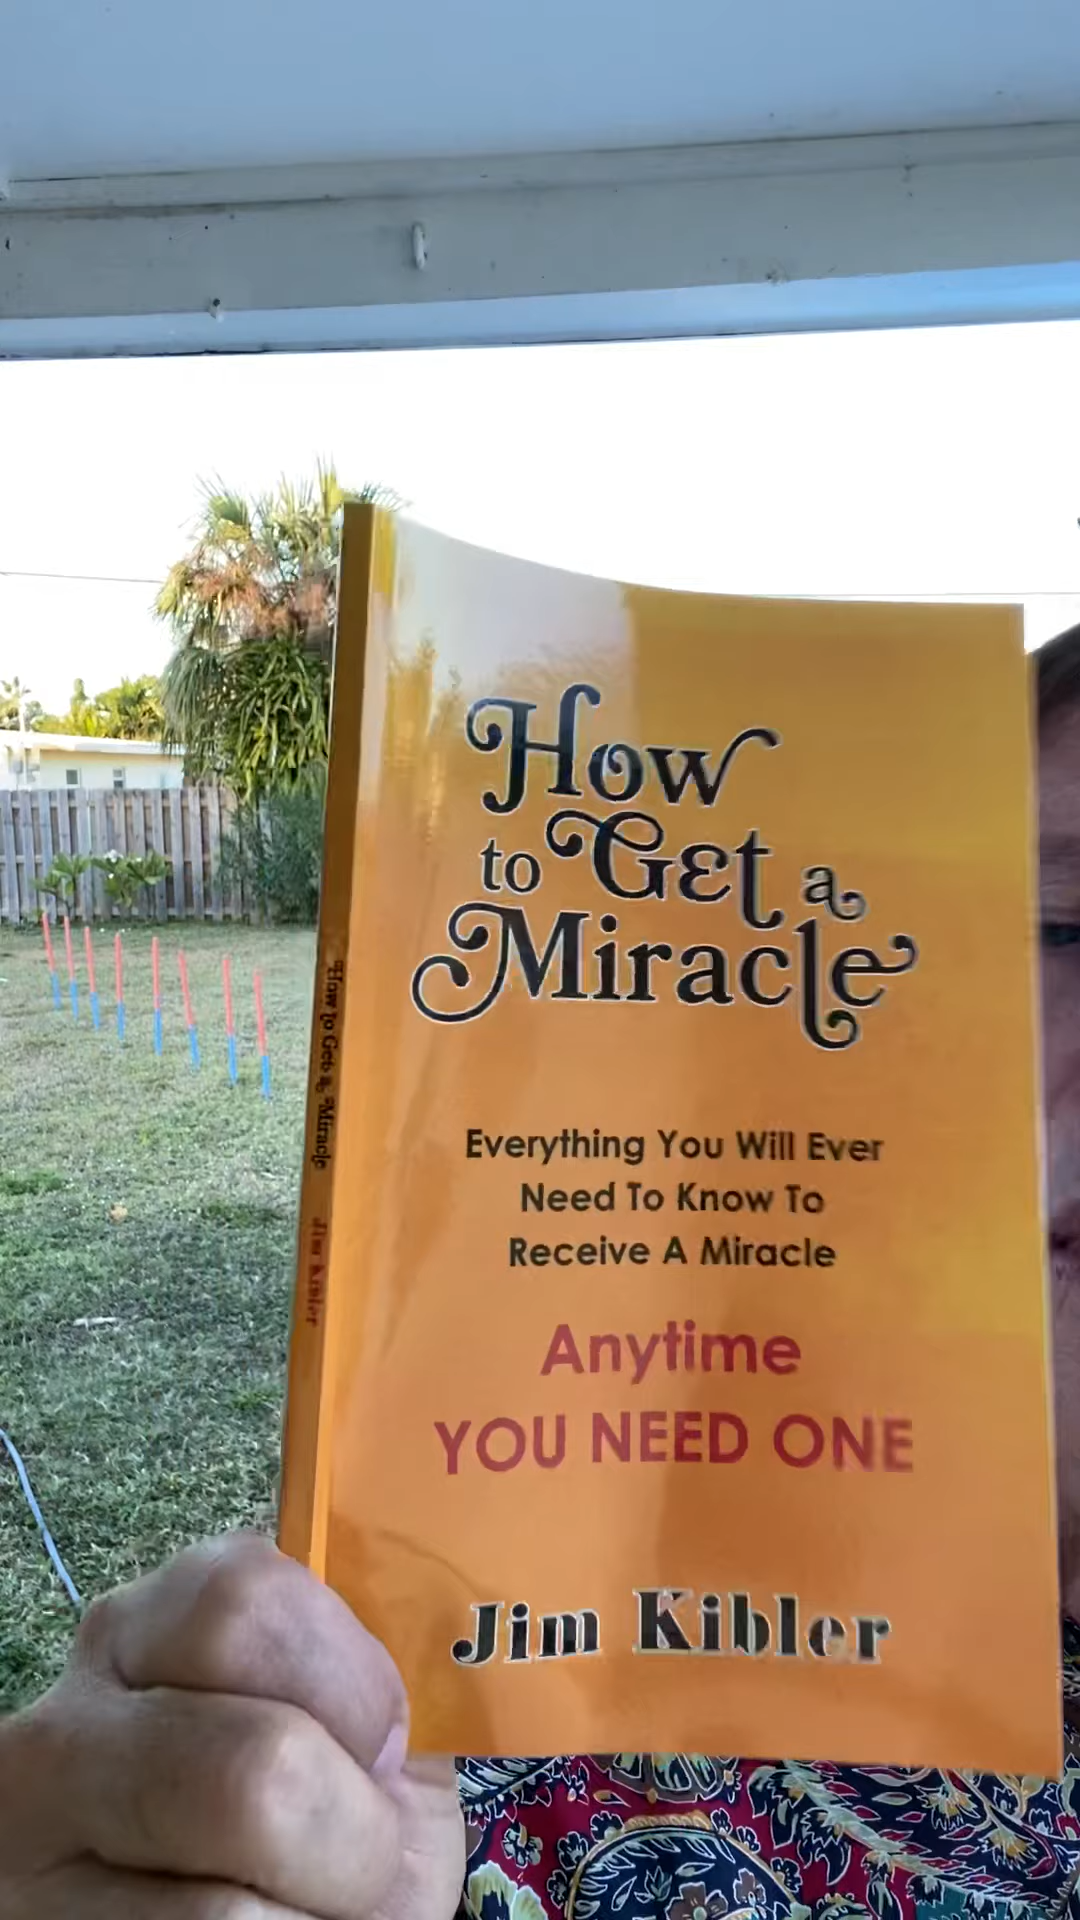 How
to Get a
Miracle
Everything You Will Ever
Need To Know To
Receive A Miracle
Anytime
YOU NEED ONE
Jim Kibler
How to Get a Miracle Jim Kibler